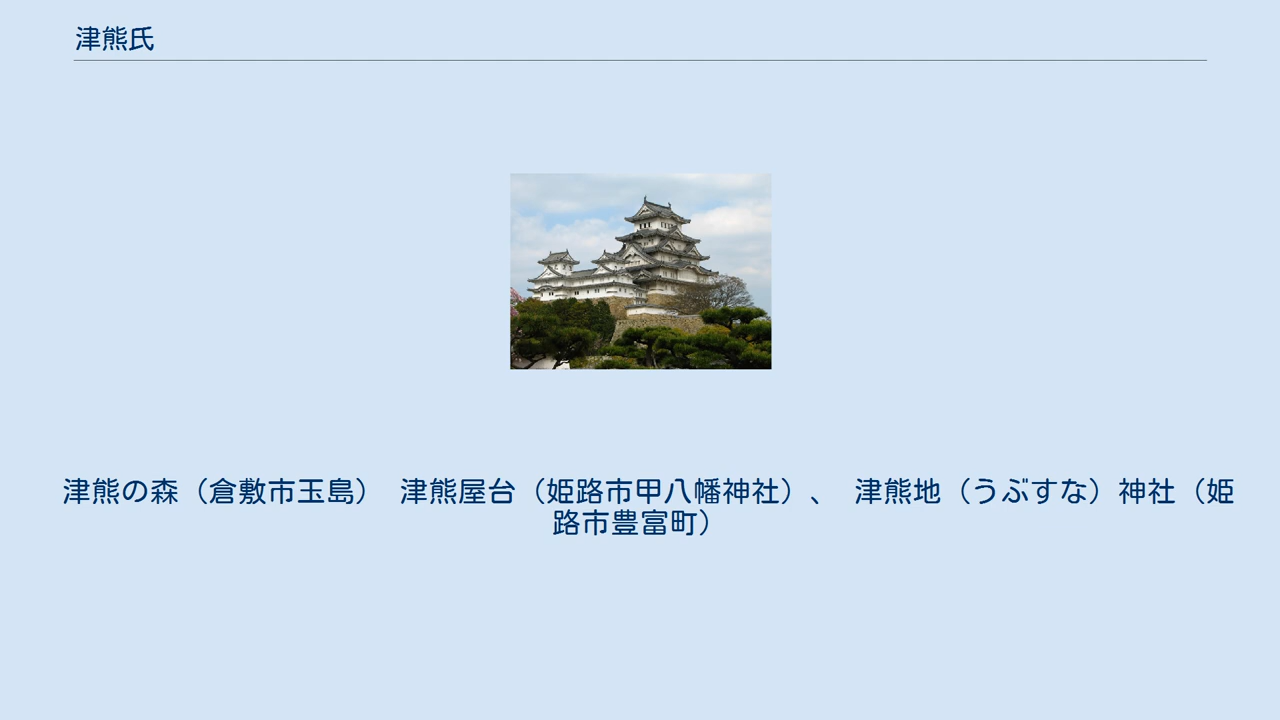 津熊氏
津熊の森（倉敷市玉島）　津熊屋台（姫路市甲八幡神社）、　津熊地（うぶすな）神社（姫
路市豊富町）